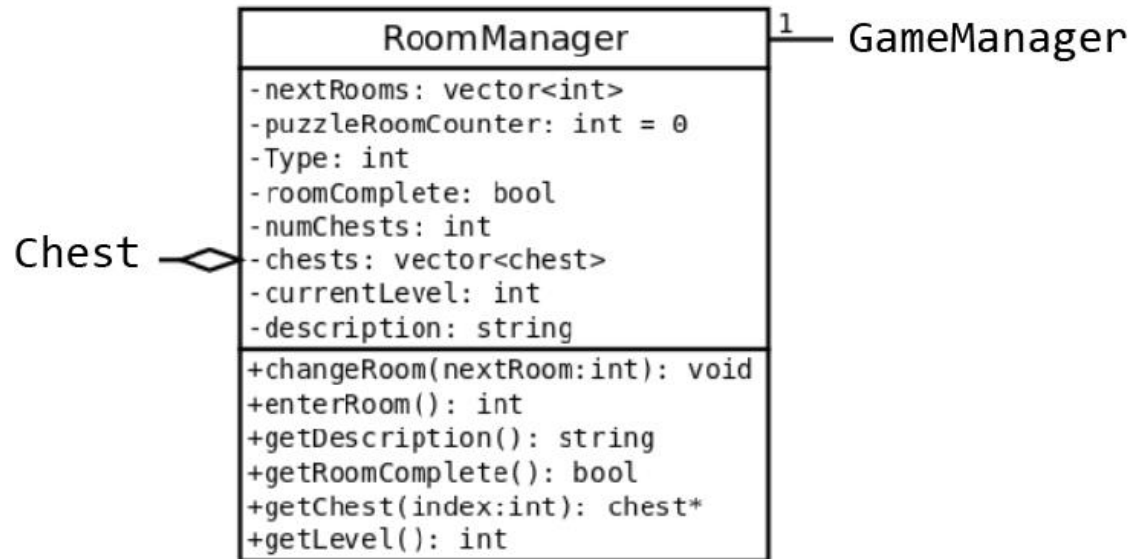 RoomManager
1
GameManager
-nextRooms: vector<int>
-puzzleRoomCounter: int = 0
-Type: int
-roomComplete: bool
-numChests: int
Chest
-chests: vector<chest>
-currentLevel: int
-description: string
+changeRoom(nextRoom:int): void
+enterRoom(): int
+getDescription(): string
+getRoomComplete(): bool
+getChest(index:int): chest*
+getLevel(): int